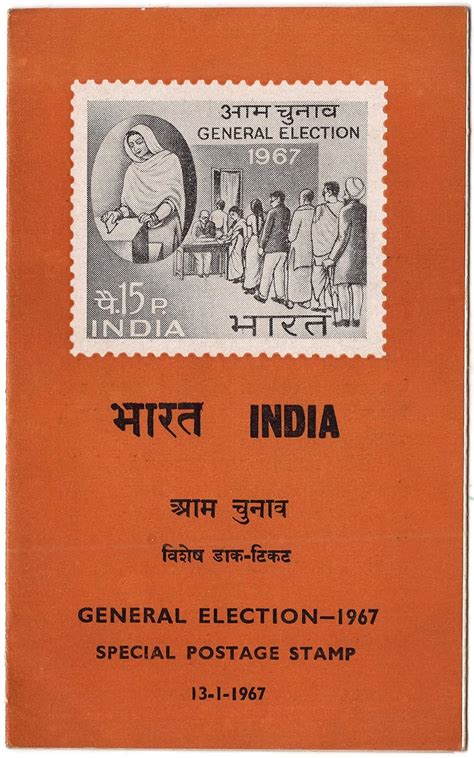 आम चुनाव
GENERAL ELECTION
1967
पै. 15 P.
INDIA भारत
भारत INDIA
आम चुनाव
विशेष डाक-टिकट
GENERAL ELECTION—1967
SPECIAL POSTAGE STAMP
13-1-1967